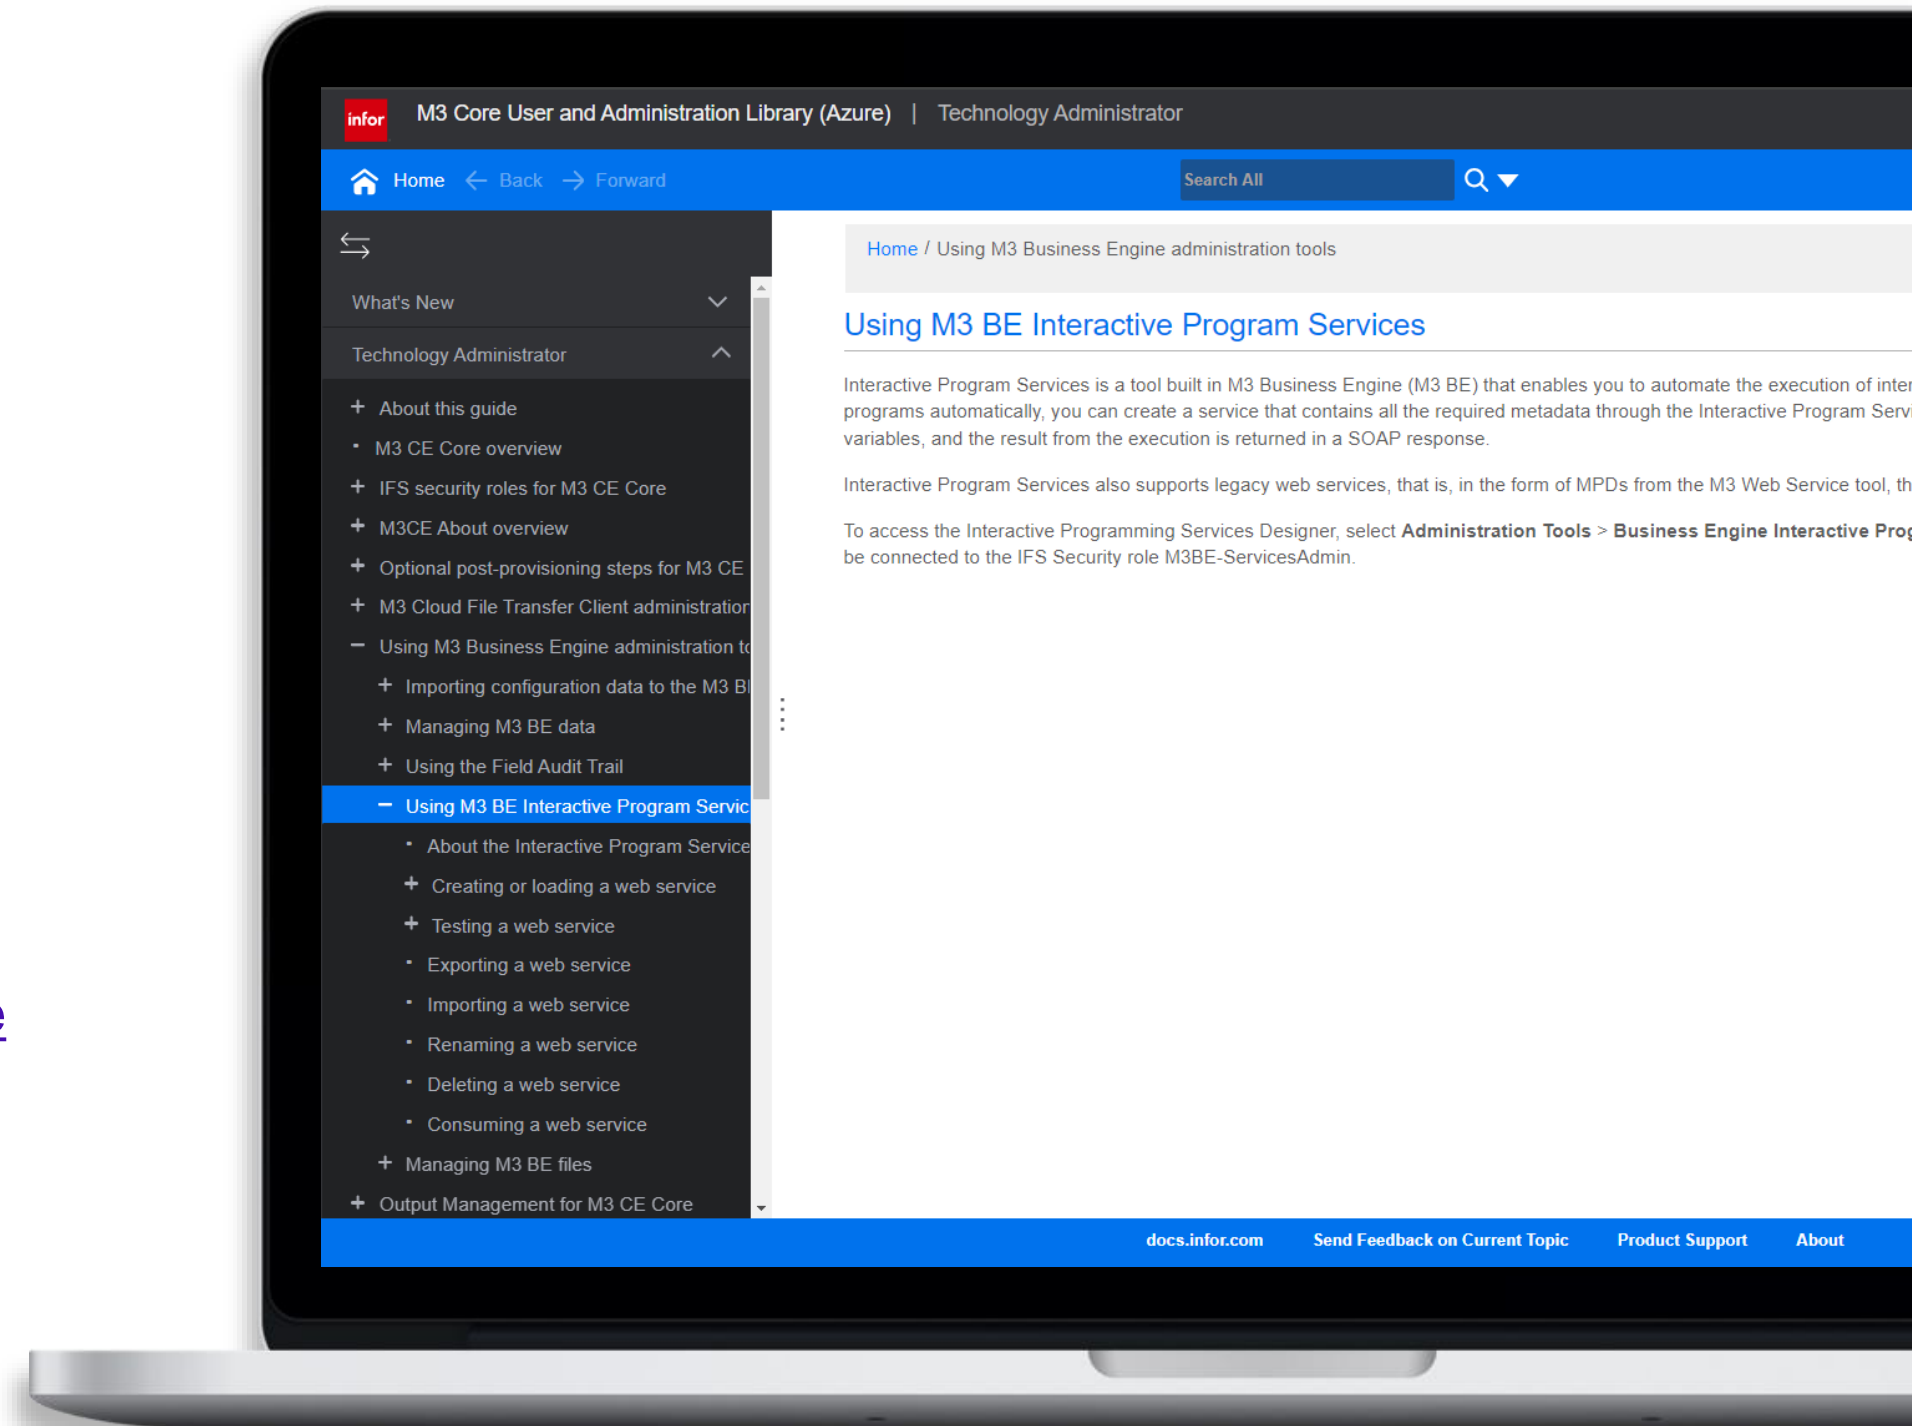 infor
M3 Core User and Administration Library (Azure) | Technology Administrator
Home Back Forward
Search All
What's New
Technology Administrator
About this guide
M3 CE Core overview
IFS security roles for M3 CE Core
M3CE About overview
Optional post-provisioning steps for M3 CE
M3 Cloud File Transfer Client administration
Using M3 Business Engine administration to
Importing configuration data to the M3 B
Managing M3 BE data
Using the Field Audit Trail
Using M3 BE Interactive Program Servic
About the Interactive Program Service
Creating or loading a web service
Testing a web service
Exporting a web service
Importing a web service
Renaming a web service
Deleting a web service
Consuming a web service
Managing M3 BE files
Output Management for M3 CE Core
Home / Using M3 Business Engine administration tools
Using M3 BE Interactive Program Services
Interactive Program Services is a tool built in M3 Business Engine (M3 BE) that enables you to automate the execution of inter
programs automatically, you can create a service that contains all the required metadata through the Interactive Program Servi
variables, and the result from the execution is returned in a SOAP response.
Interactive Program Services also supports legacy web services, that is, in the form of MPDs from the M3 Web Service tool, th
To access the Interactive Programming Services Designer, select Administration Tools > Business Engine Interactive Prog
be connected to the IFS Security role M3BE-ServicesAdmin.
docs.infor.com Send Feedback on Current Topic Product Support About
e